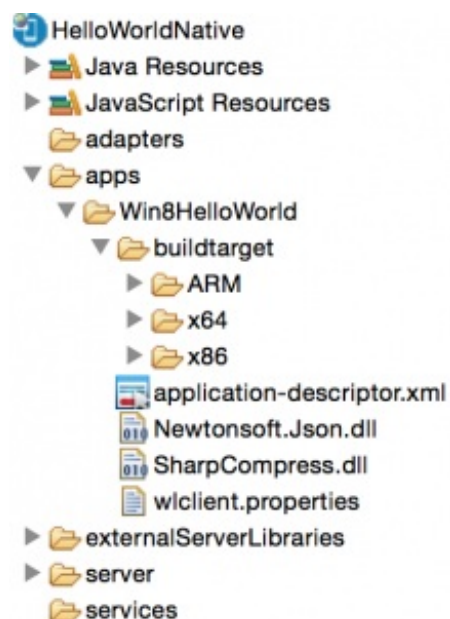 HelloWorldNative
Java Resources
JavaScript Resources
adapters
apps
Win8HelloWorld
buildtarget
ARM
x64
x86
application-descriptor.xml
Newtonsoft.Json.dll
SharpCompress.dll
wlclient.properties
externalServerLibraries
server
services